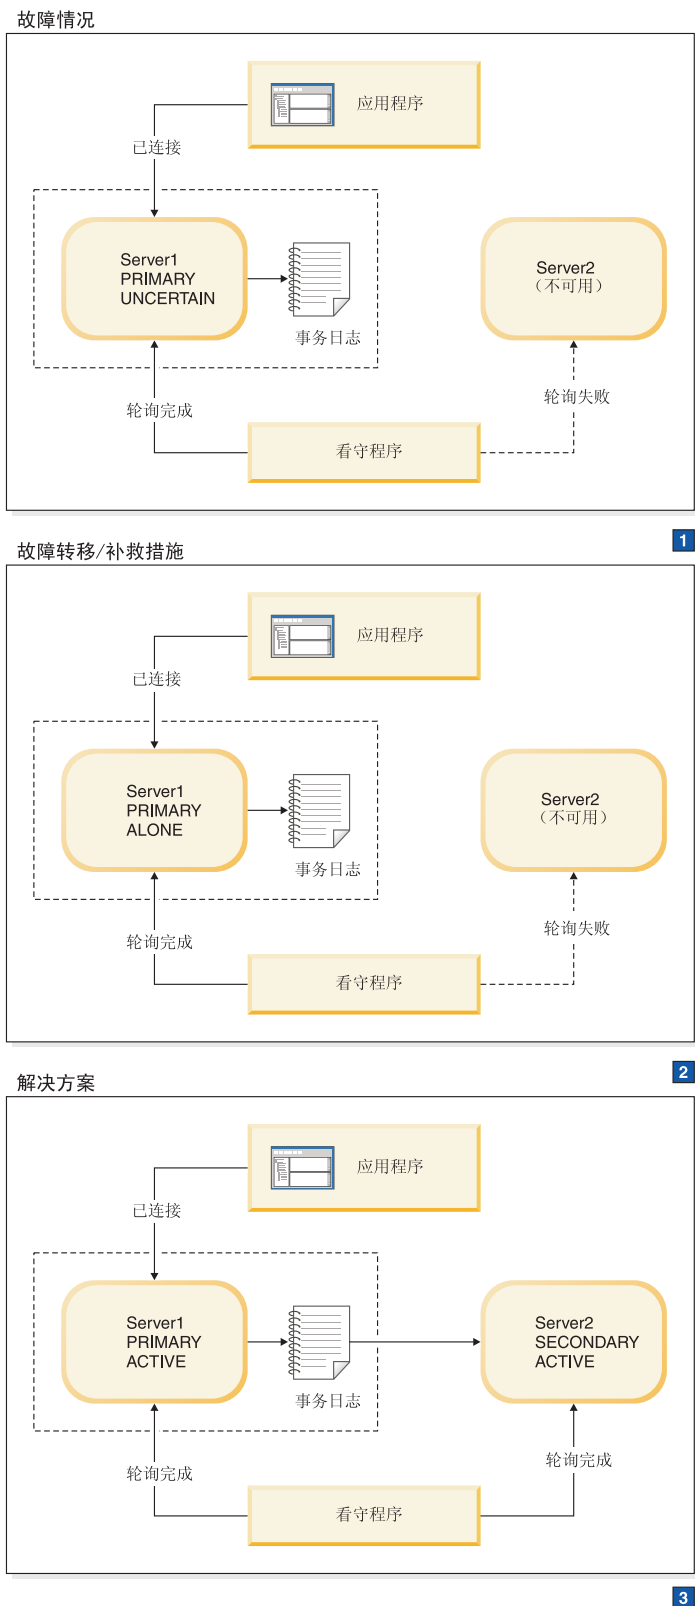 故障情况
应用程序
已连接
Server1
PRIMARY
UNCERTAIN
事务日志
Server2
（不可用）
轮询完成
轮询失败
看守程序
1
故障转移/补救措施
应用程序
已连接
Server1
PRIMARY
ALONE
事务日志
Server2
（不可用）
轮询完成
轮询失败
看守程序
2
解决方案
应用程序
已连接
Server1
PRIMARY
ACTIVE
事务日志
Server2
SECONDARY
ACTIVE
轮询完成
轮询完成
看守程序
3